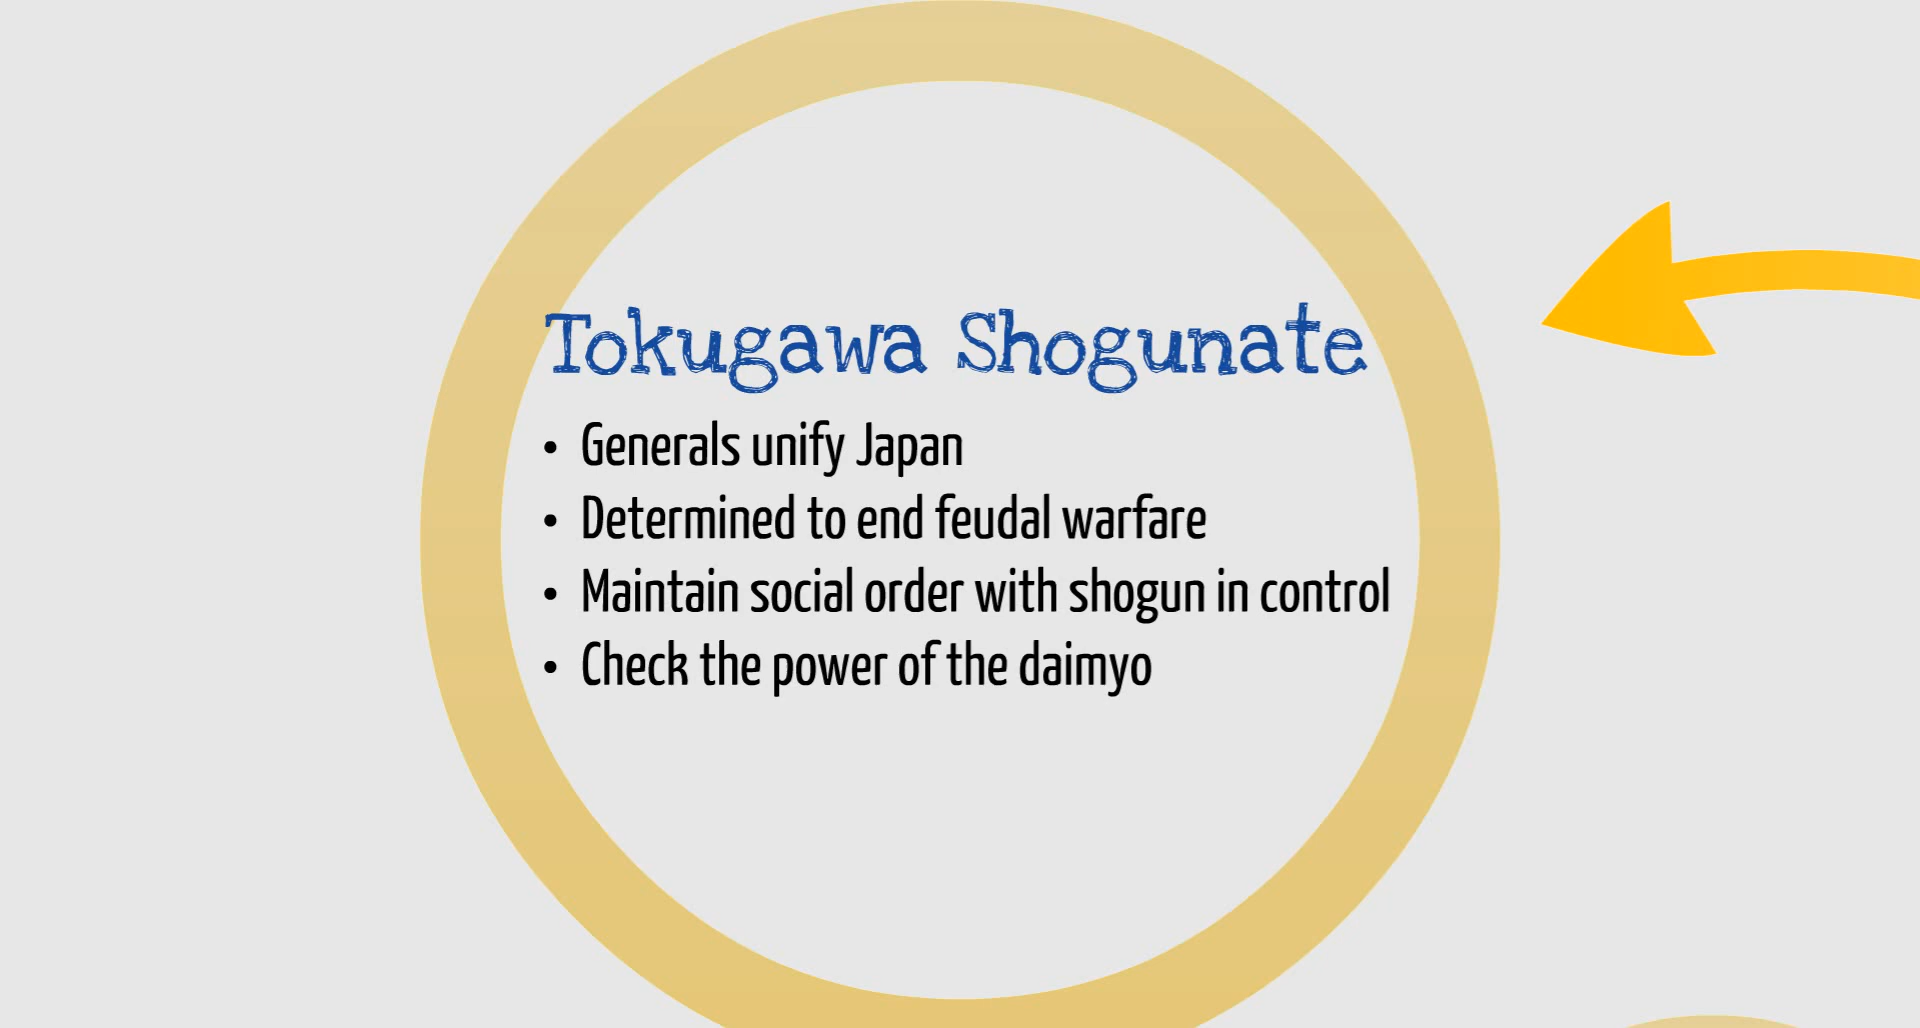 Tokugawa Shogunate
• Generals unify Japan
• Determined to end feudal warfare
• Maintain social order with shogun in control
• Check the power of the daimyo